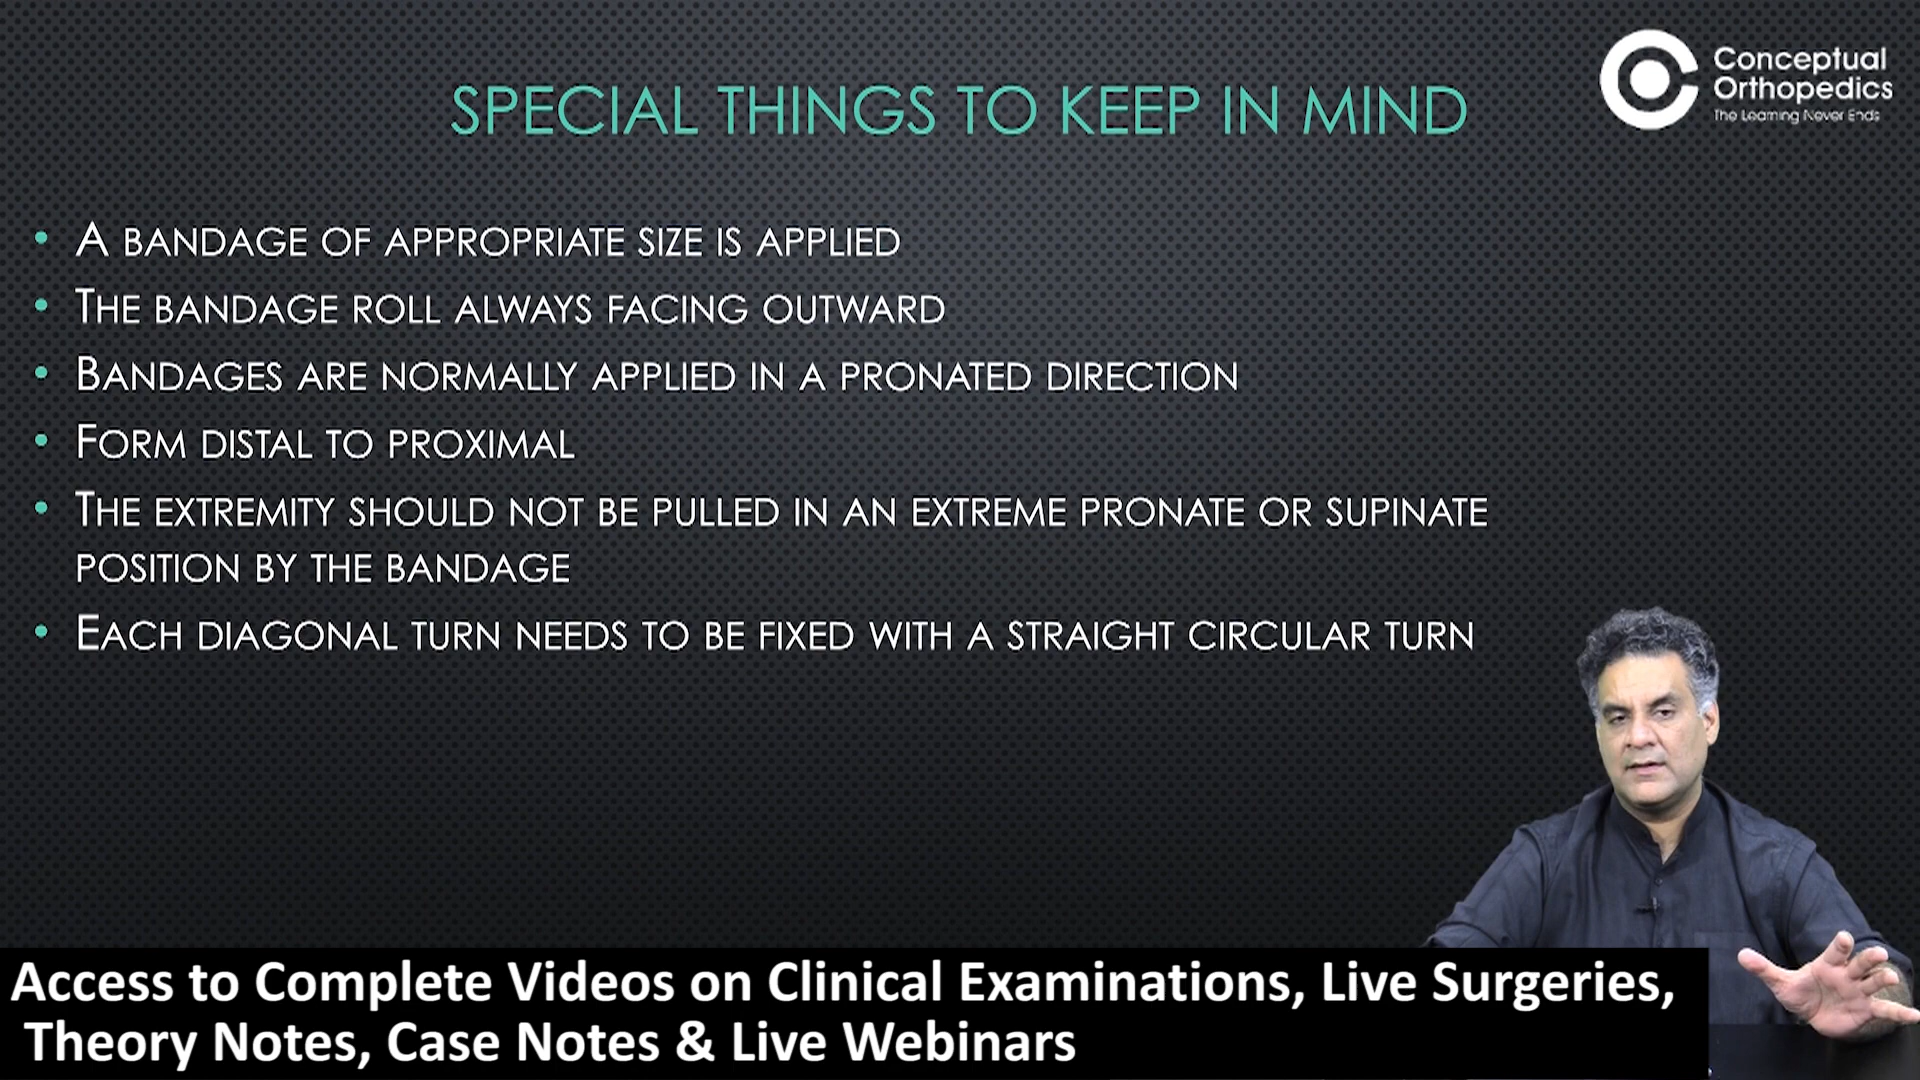 Conceptual
Orthopedics
The Learning Never Ends
SPECIAL THINGS TO KEEP IN MIND
• A BANDAGE OF APPROPRIATE SIZE IS APPLIED
• THE BANDAGE ROLL ALWAYS FACING OUTWARD
• BANDAGES ARE NORMALLY APPLIED IN A PRONATED DIRECTION
• FORM DISTAL TO PROXIMAL
• THE EXTREMITY SHOULD NOT BE PULLED IN AN EXTREME PRONATE OR SUPINATE
POSITION BY THE BANDAGE
• EACH DIAGONAL TURN NEEDS TO BE FIXED WITH A STRAIGHT CIRCULAR TURN
Access to Complete Videos on Clinical Examinations, Live Surgeries,
Theory Notes, Case Notes & Live Webinars